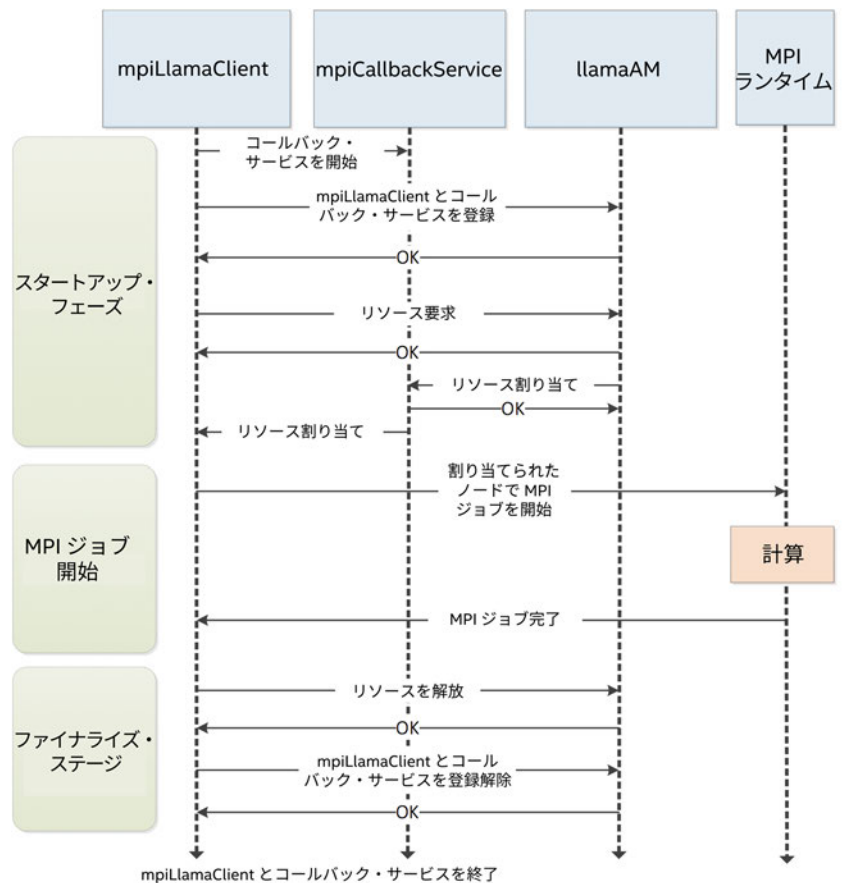 mpiLlamaClient
mpiCallbackService
llamaAM
MPI
ランタイム
スタートアップ・
フェーズ
コールバック・
サービスを開始
mpiLlamaClient とコール
バック・サービスを登録
OK
リソース要求
OK
リソース割り当て
OK
リソース割り当て
MPI ジョブ
開始
割り当てられた
ノードで MPI
ジョブを開始
計算
MPI ジョブ完了
ファイナライズ・
ステージ
リソースを解放
OK
mpiLlamaClient とコール
バック・サービスを登録解除
OK
mpiLlamaClient とコールバック・サービスを終了